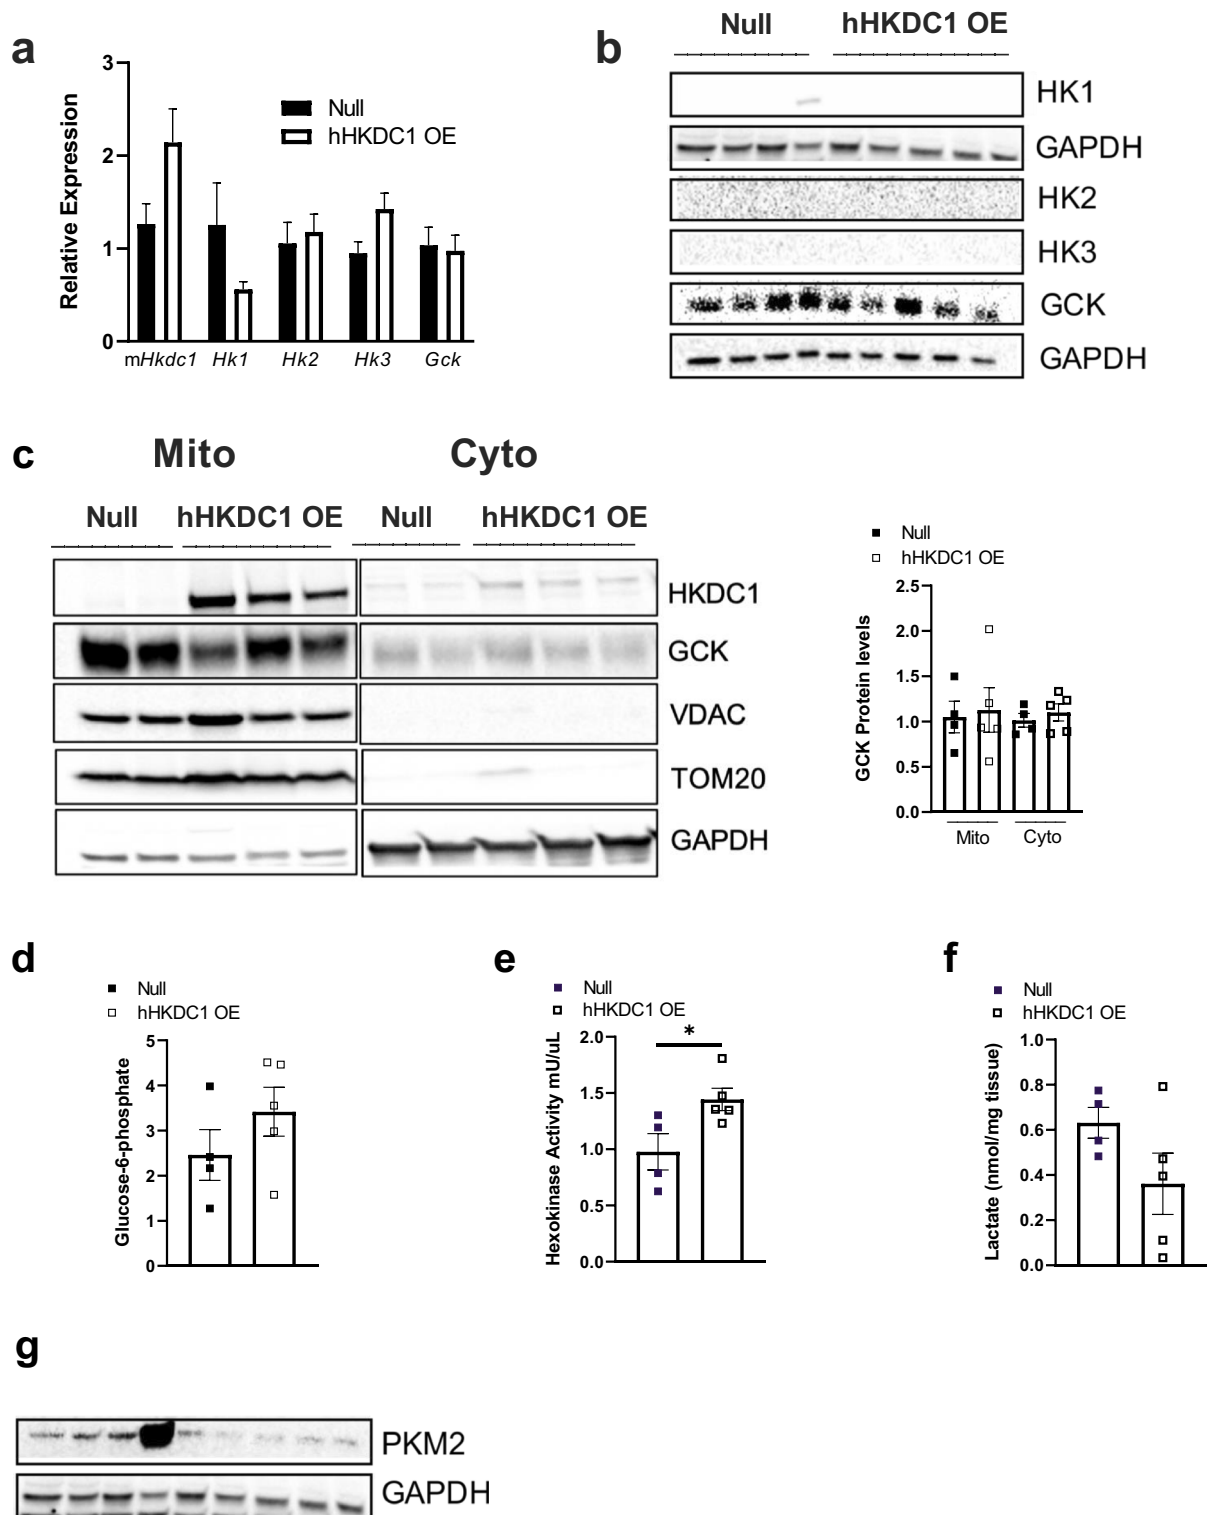 a
Relative Expression
3
2
1
0
Null
hHKDC1 OE
mHkdc1 Hk1 Hk2 Hk3 Gck
b
Null hHKDC1 OE
HK1
GAPDH
HK2
HK3
GCK
GAPDH
c
Mito Cyto
Null hHKDC1 OE Null hHKDC1 OE
HKDC1
GCK
VDAC
TOM20
GAPDH
Null
hHKDC1 OE
GCK Protein levels
2.5
2.0
1.5
1.0
0.5
0.0
Mito Cyto
d
Null
hHKDC1 OE
Glucose-6-phosphate
5
4
3
2
1
0
e
Null
hHKDC1 OE
Hexokinase Activity mU/uL
2.0
1.5
1.0
0.5
0.0
*
f
Null
hHKDC1 OE
Lactate (nmol/mg tissue)
1.0
0.8
0.6
0.4
0.2
0.0
g
PKM2
GAPDH